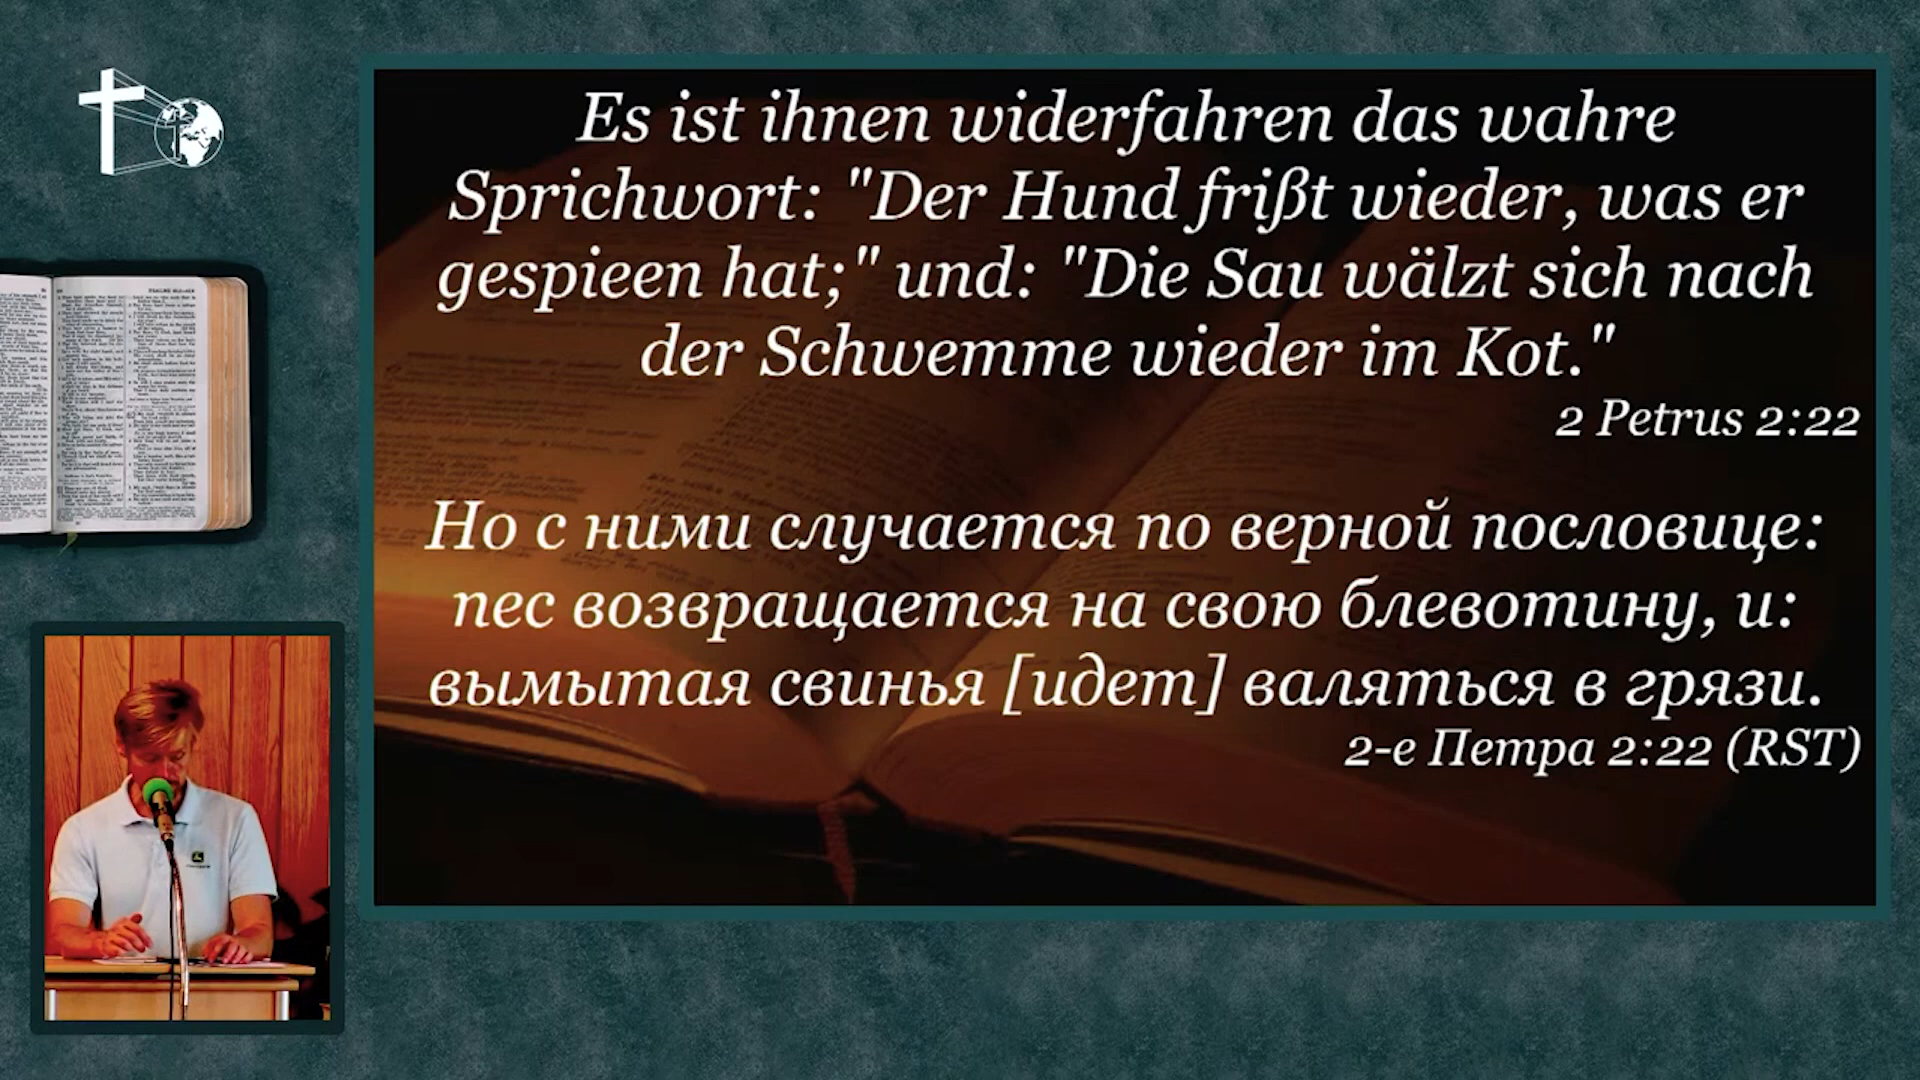 Es ist ihnen widerfahren das wahre
Sprichwort: "Der Hund frißt wieder, was er
gespieen hat;" und: "Die Sau wälzt sich nach
der Schwemme wieder im Kot."
2 Petrus 2:22
Но с ними случается по верной пословице:
пес возвращается на свою блевотину, и:
вымытая свинья [идет] валяться в грязи.
2-е Петра 2:22 (RST)